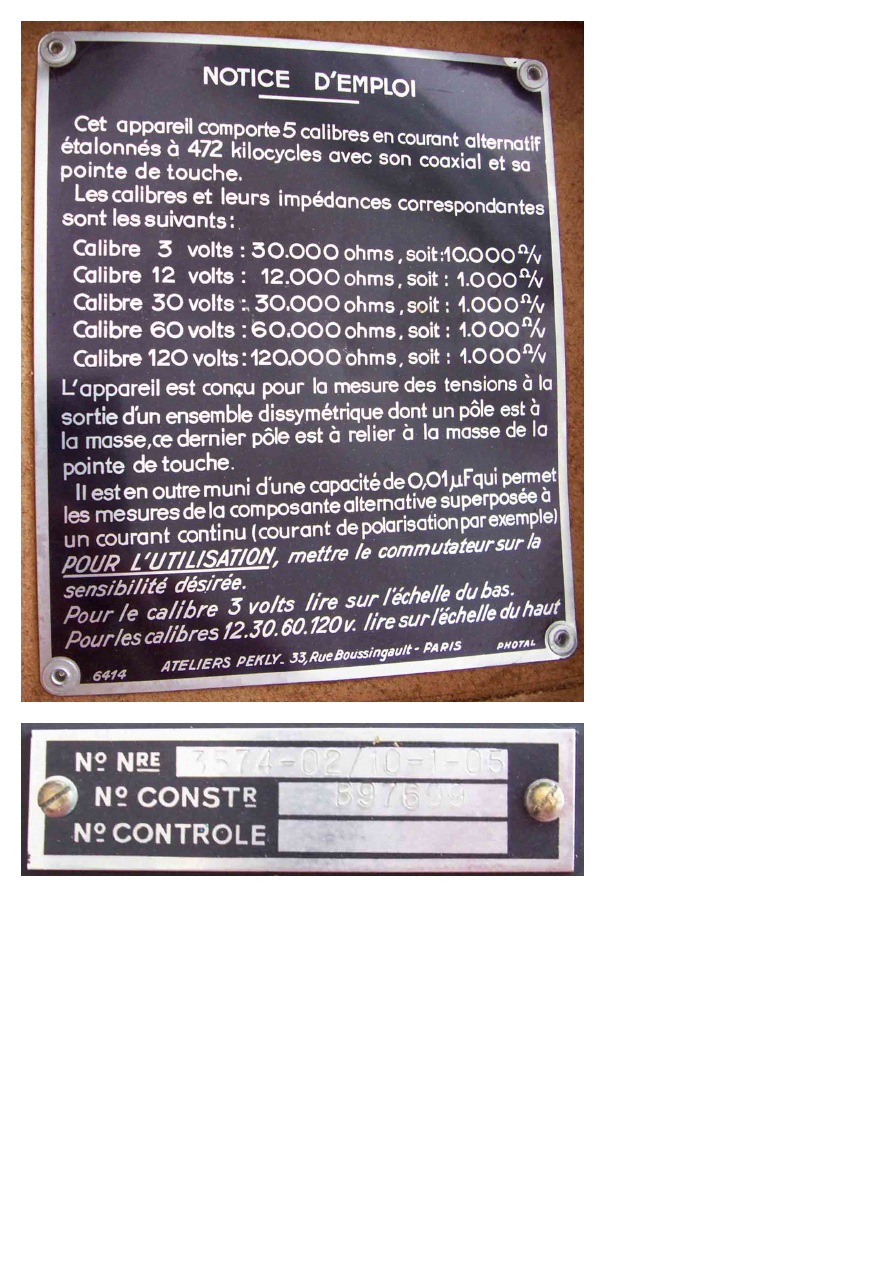 NOTICE D'EMPLOI
Cet appareil comporte 5 calibres en courant alternatif
étalonnés à 472 kilocycles avec son coaxial et sa
pointe de touche.
Les calibres et leurs impédances correspondantes
sont les suivants:
Calibre 3 volts : 30.000 ohms, soit:10.000 Ω/v
Calibre 12 volts : 12.000 ohms, soit : 1.000 Ω/v
Calibre 30 volts : 30.000 ohms, soit : 1.000 Ω/v
Calibre 60 volts : 60.000 ohms, soit : 1.000 Ω/v
Calibre 120 volts : 120.000 ohms, soit : 1.000 Ω/v
L'appareil est conçu pour la mesure des tensions à la
sortie d'un ensemble dissymétrique dont un pôle est à
la masse, ce dernier pôle est à relier à la masse de la
pointe de touche.
Il est en outre muni d'une capacité de 0,01 µF qui permet
les mesures de la composante alternative superposée à
un courant continu (courant de polarisation par exemple)
POUR L'UTILISATION, mettre le commutateur sur la
sensibilité désirée.
Pour le calibre 3 volts lire sur l'échelle du bas.
Pour les calibres 12.30.60.120 v. lire sur l'échelle du haut
6414 ATELIERS PEKLY_ 33, Rue Boussingault - PARIS PHOTAL
Nº NRE 3574-02/10-1-05
Nº CONSTR
Nº CONTROLE